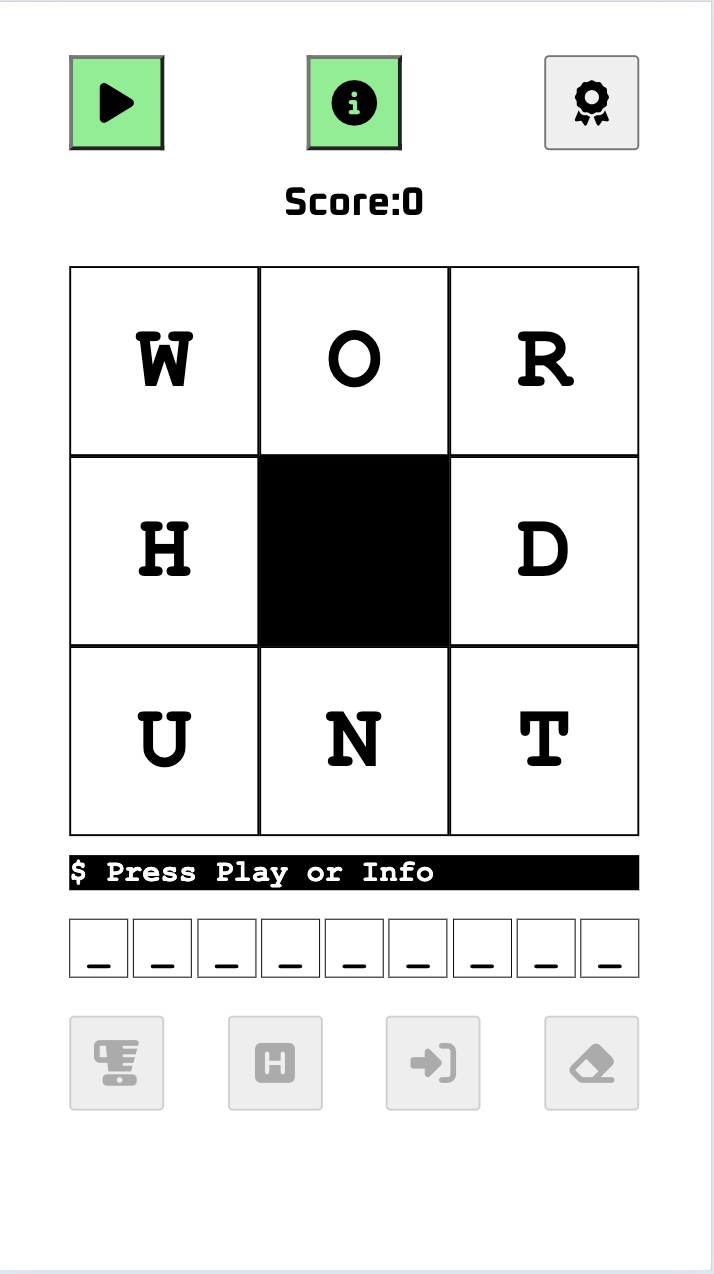 i
Score:0
W O R
H D
U N T
$ Press Play or Info
_ _ _ _ _ _ _ _ _
H